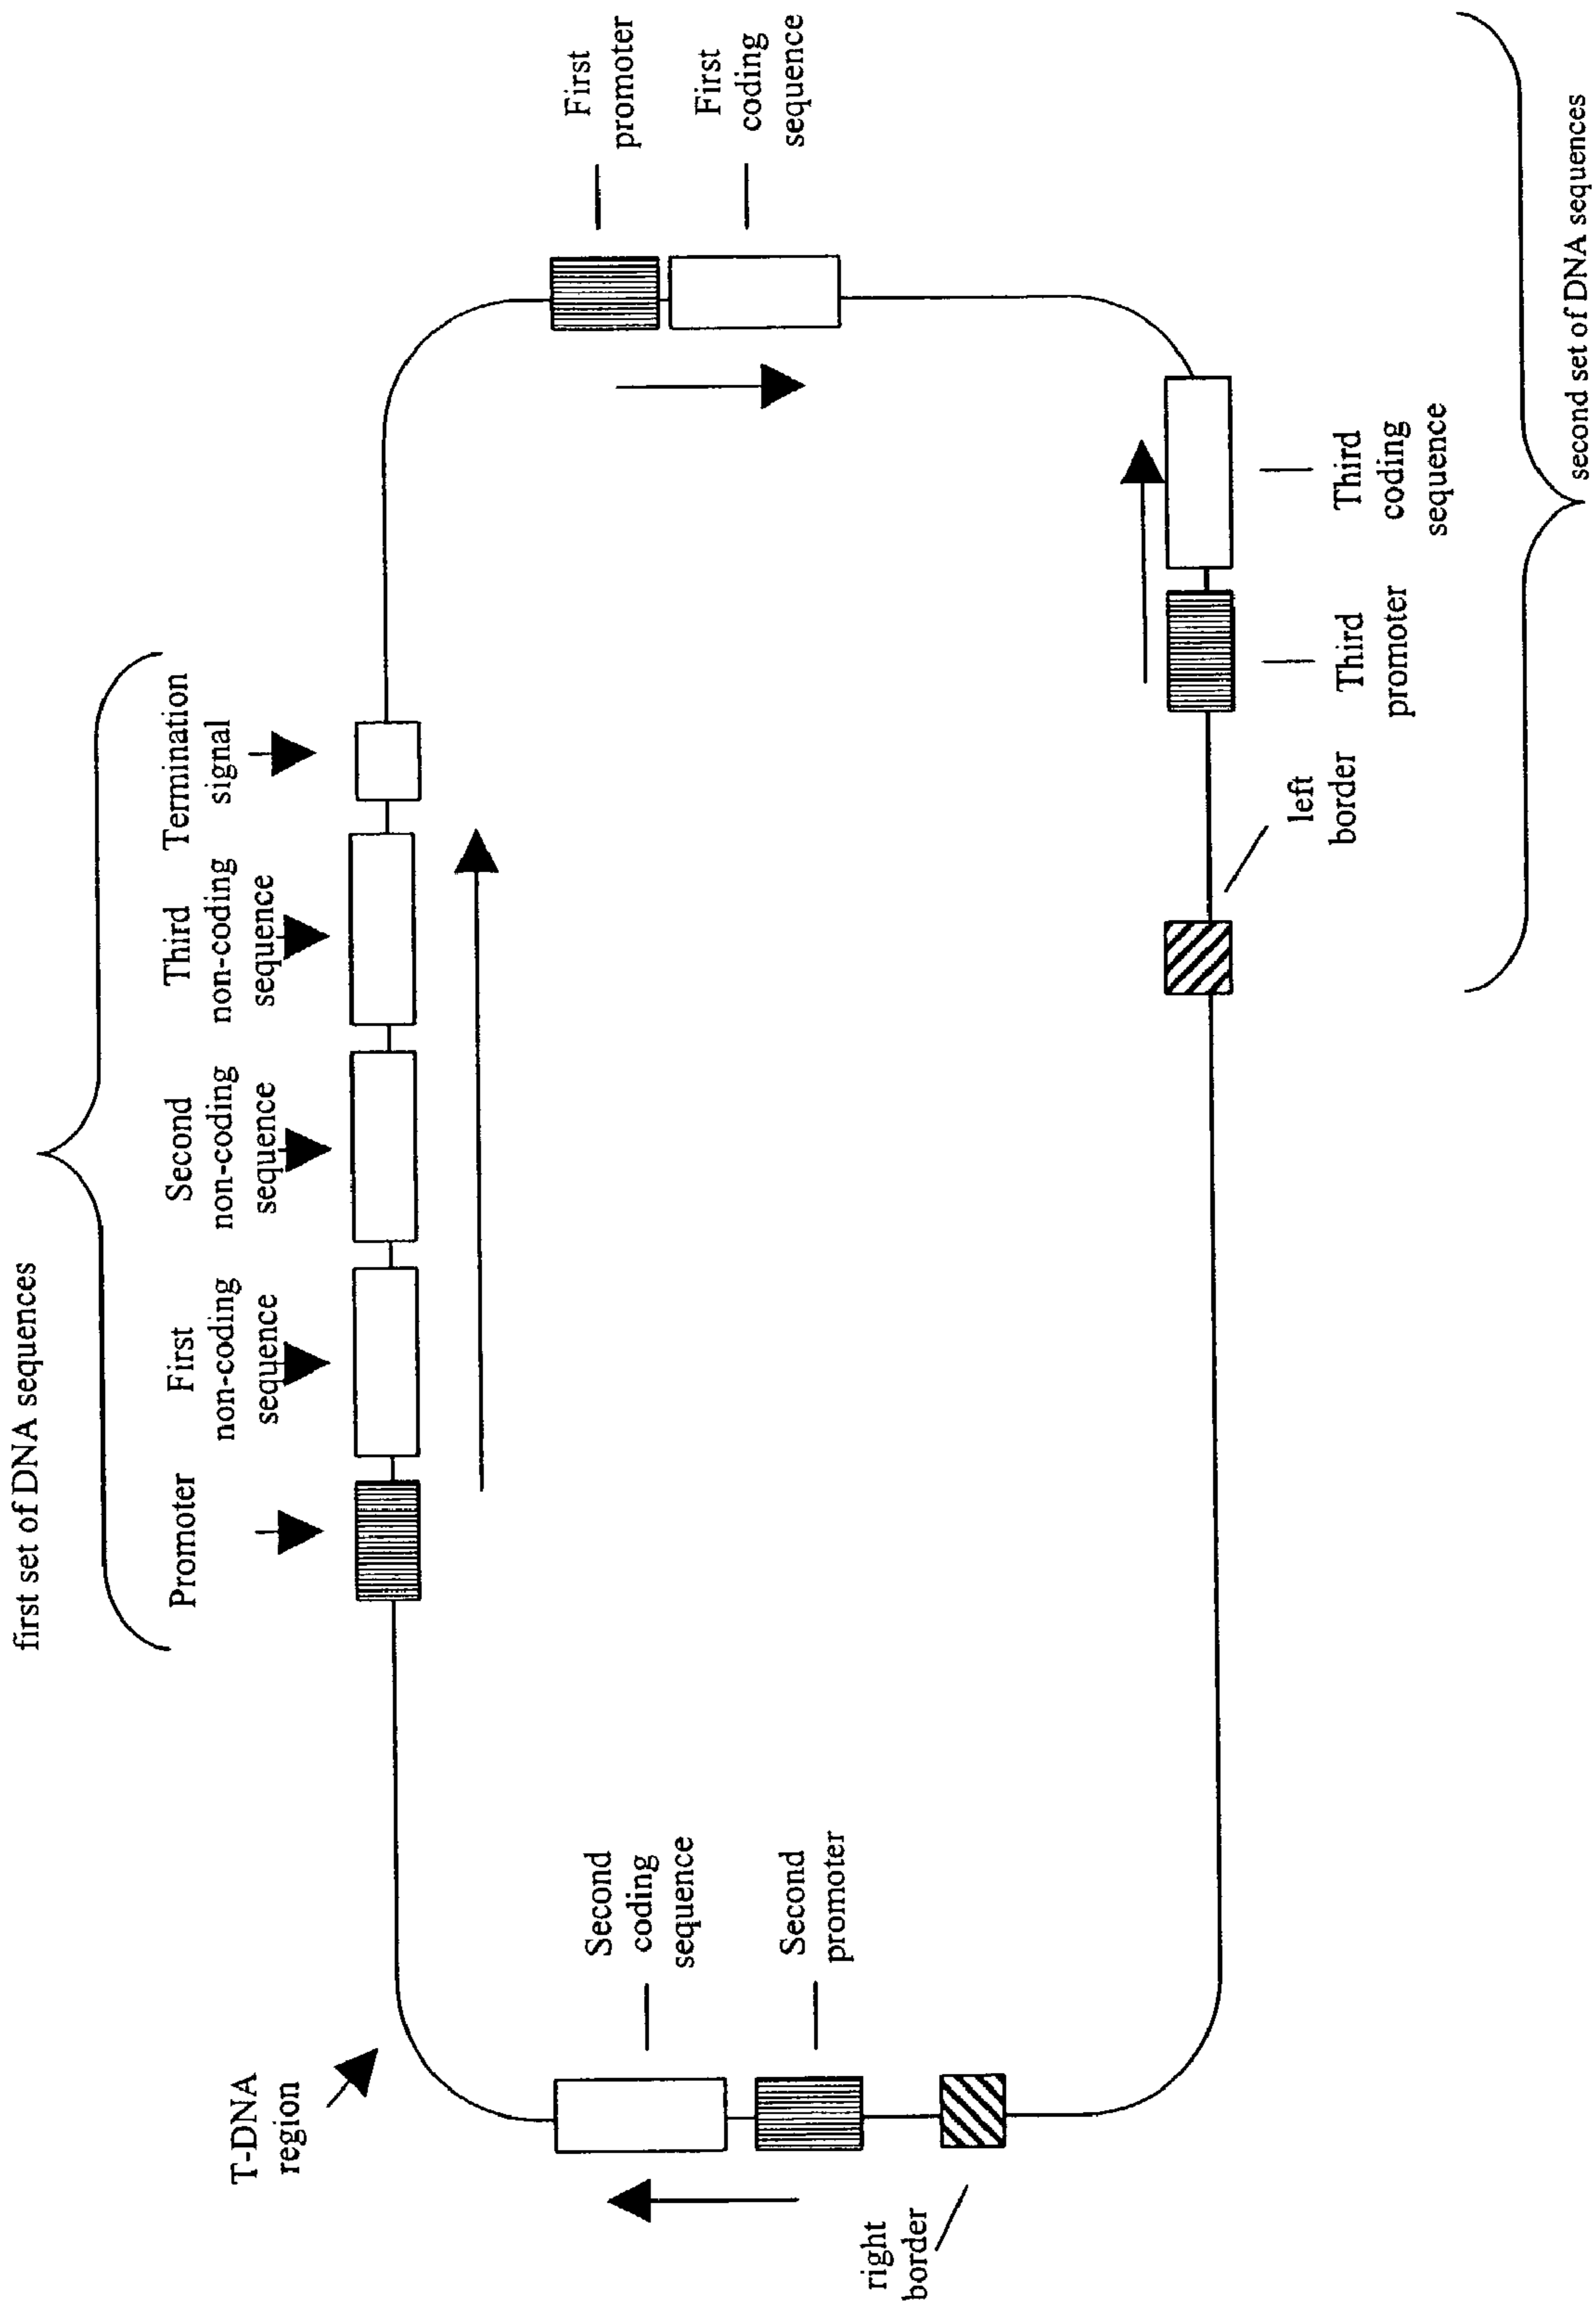 first set of DNA sequences
Promoter
First
non-coding
sequence
Second
non-coding
sequence
Third
non-coding
sequence
Termination
signal
T-DNA
region
First
promoter
First
coding
sequence
Second
coding
sequence
Second
promoter
right
border
left
border
Third
promoter
Third
coding
sequence
second set of DNA sequences